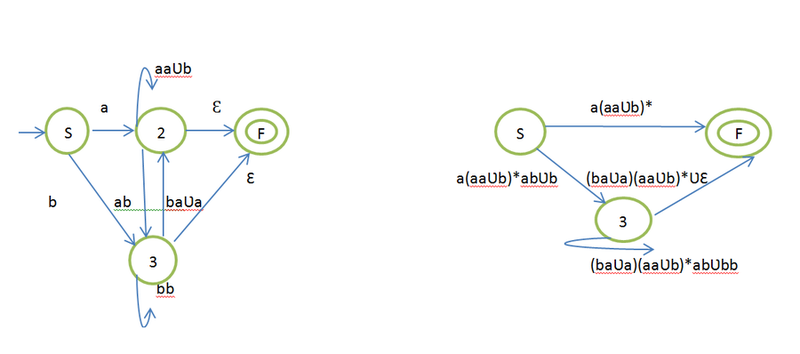 aaUb
a
ε
S
2
F
b
ab
baUa
ε
3
bb
a(aaUb)*
S
F
a(aaUb)*abUb
(baUa)(aaUb)*Uε
3
(baUa)(aaUb)*abUbb